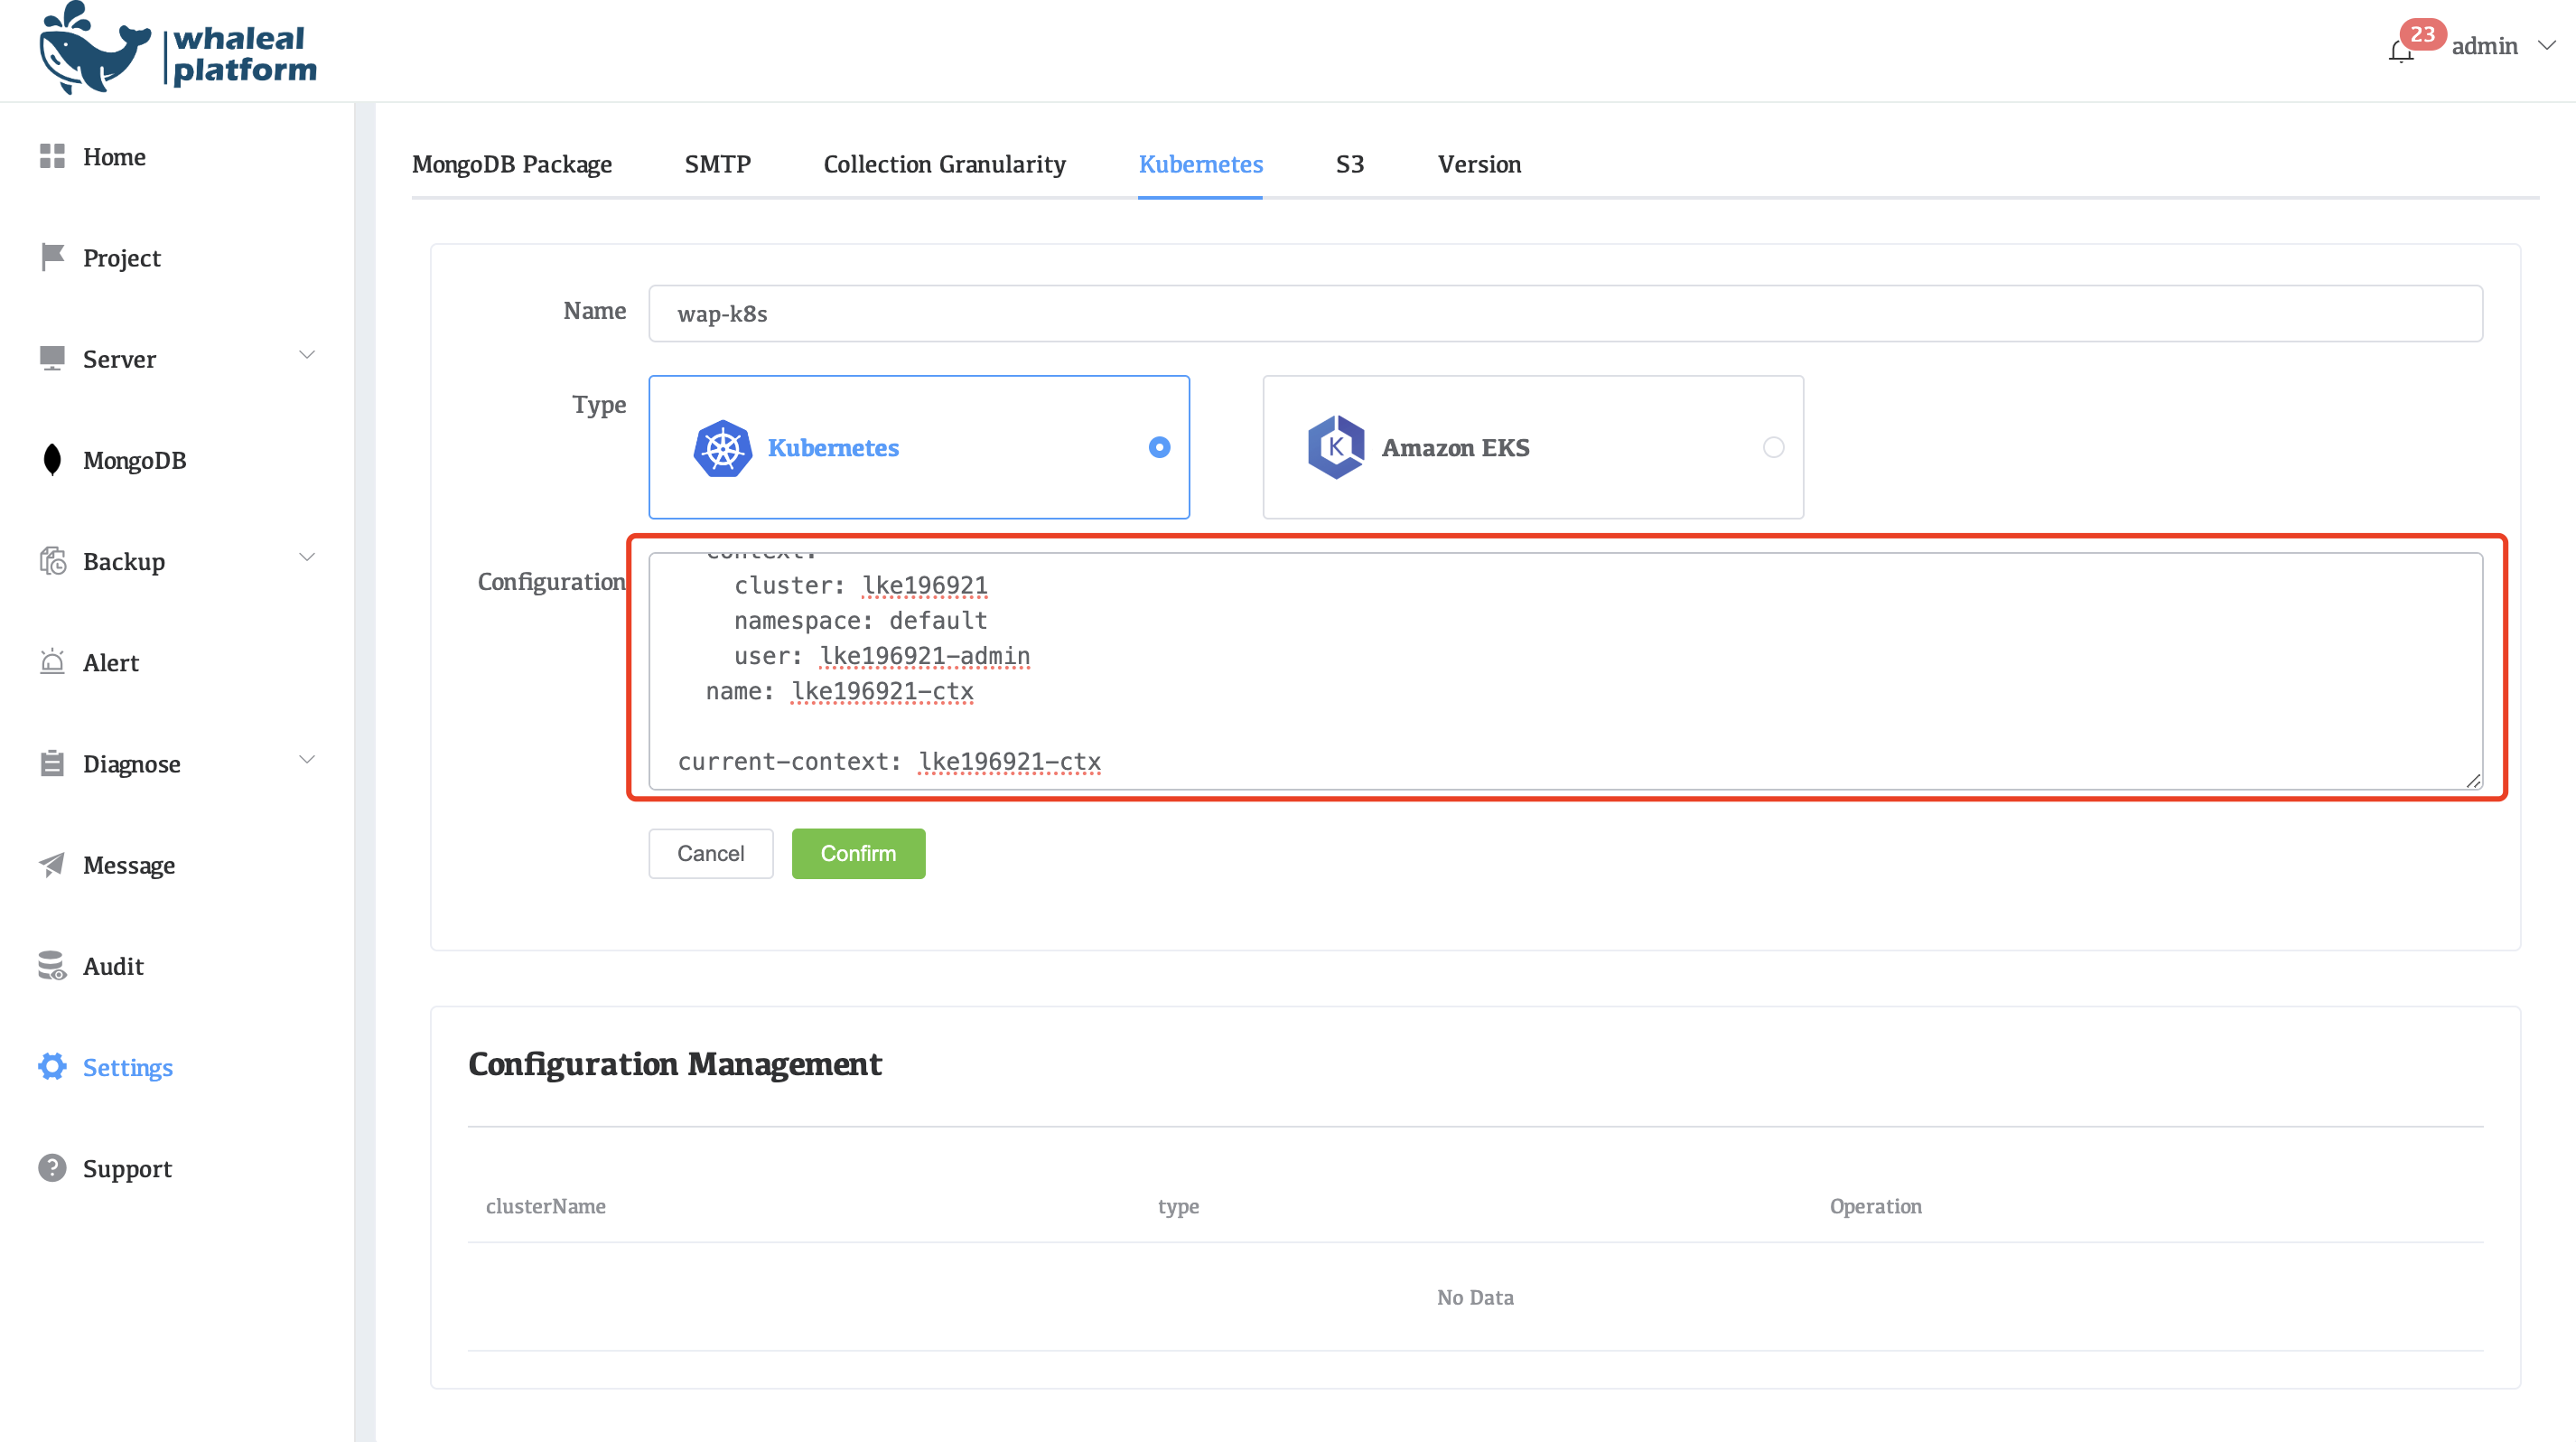 whaleal
platform
23
admin
Home
Project
Server
MongoDB
Backup
Alert
Diagnose
Message
Audit
Settings
Support
MongoDB Package SMTP Collection Granularity Kubernetes S3 Version
Name wap-k8s
Type Kubernetes K Amazon EKS
Configuration
context:
cluster: lke196921
namespace: default
user: lke196921-admin
name: lke196921-ctx
current-context: lke196921-ctx
Cancel Confirm
Configuration Management
clusterName type Operation
No Data